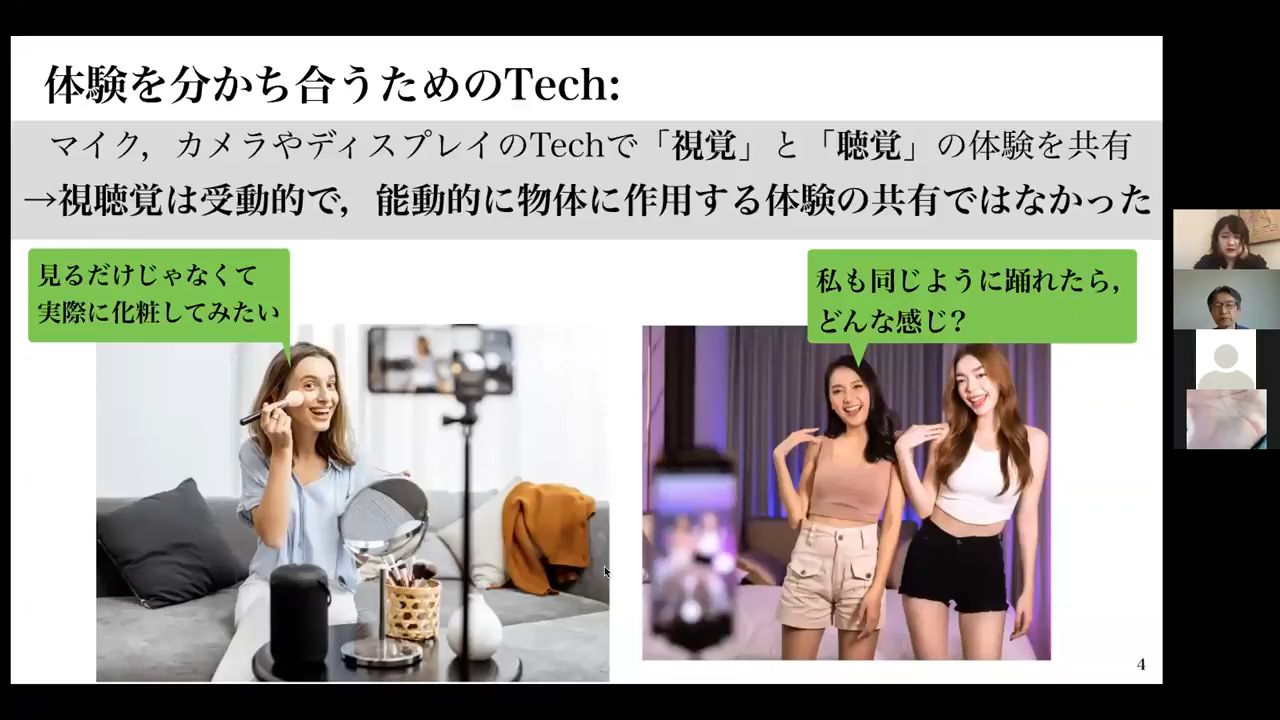 体験を分かち合うためのTech:
マイク，カメラやディスプレイのTechで「視覚」と「聴覚」の体験を共有
→視聴覚は受動的で，能動的に物体に作用する体験の共有ではなかった
見るだけじゃなくて
実際に化粧してみたい
私も同じように踊れたら，
どんな感じ？
4